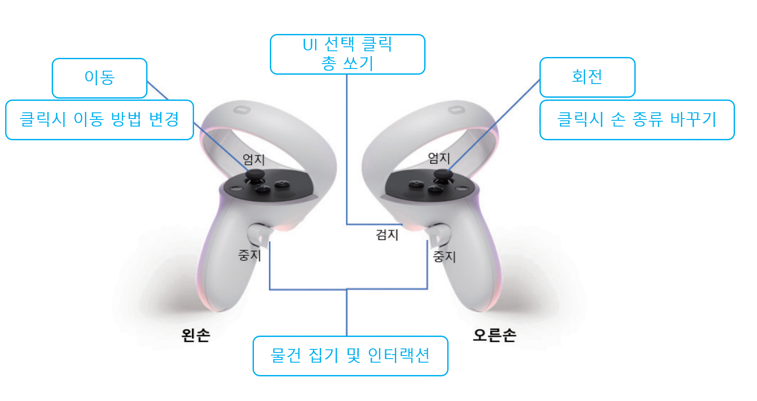 UI 선택 클릭
총 쏘기
이동
회전
클릭시 이동 방법 변경
클릭시 손 종류 바꾸기
엄지
엄지
검지
중지
중지
왼손
오른손
물건 집기 및 인터랙션